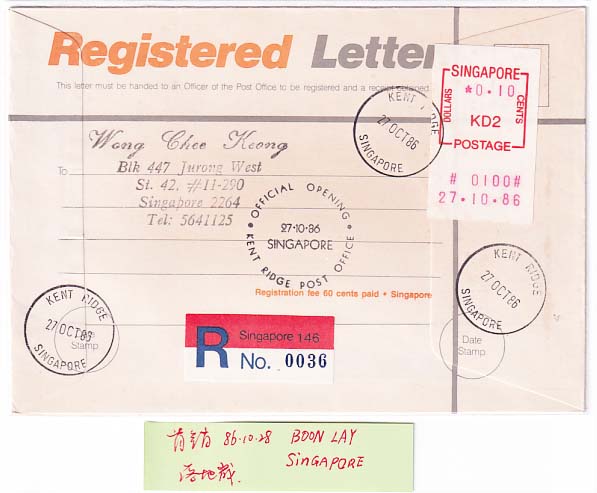 Registered Letter
This letter must be handed to an Officer of the Post Office to be registered and a receipt obtained
SINGAPORE
DOLLARS
*0.10
CENTS
KD2
POSTAGE
# 0100#
27.10.86
KENT RIDGE
27 OCT 86
SINGAPORE
To
Wong Chee Keong
Blk 447 Jurong West
St. 42, #11-290
Singapore 2264
Tel: 5641125
OFFICIAL OPENING
27·10·86
SINGAPORE
KENT RIDGE POST OFFICE
Registration fee 60 cents paid • Singapore
KENT RIDGE
27 OCT 86
SINGAPORE
Stamp
KENT RIDGE
27 OCT 86
SINGAPORE
Date
Stamp
R
Singapore 146
No. 0036
背部有 86.10.28 BOON LAY
落地戳. SINGAPORE